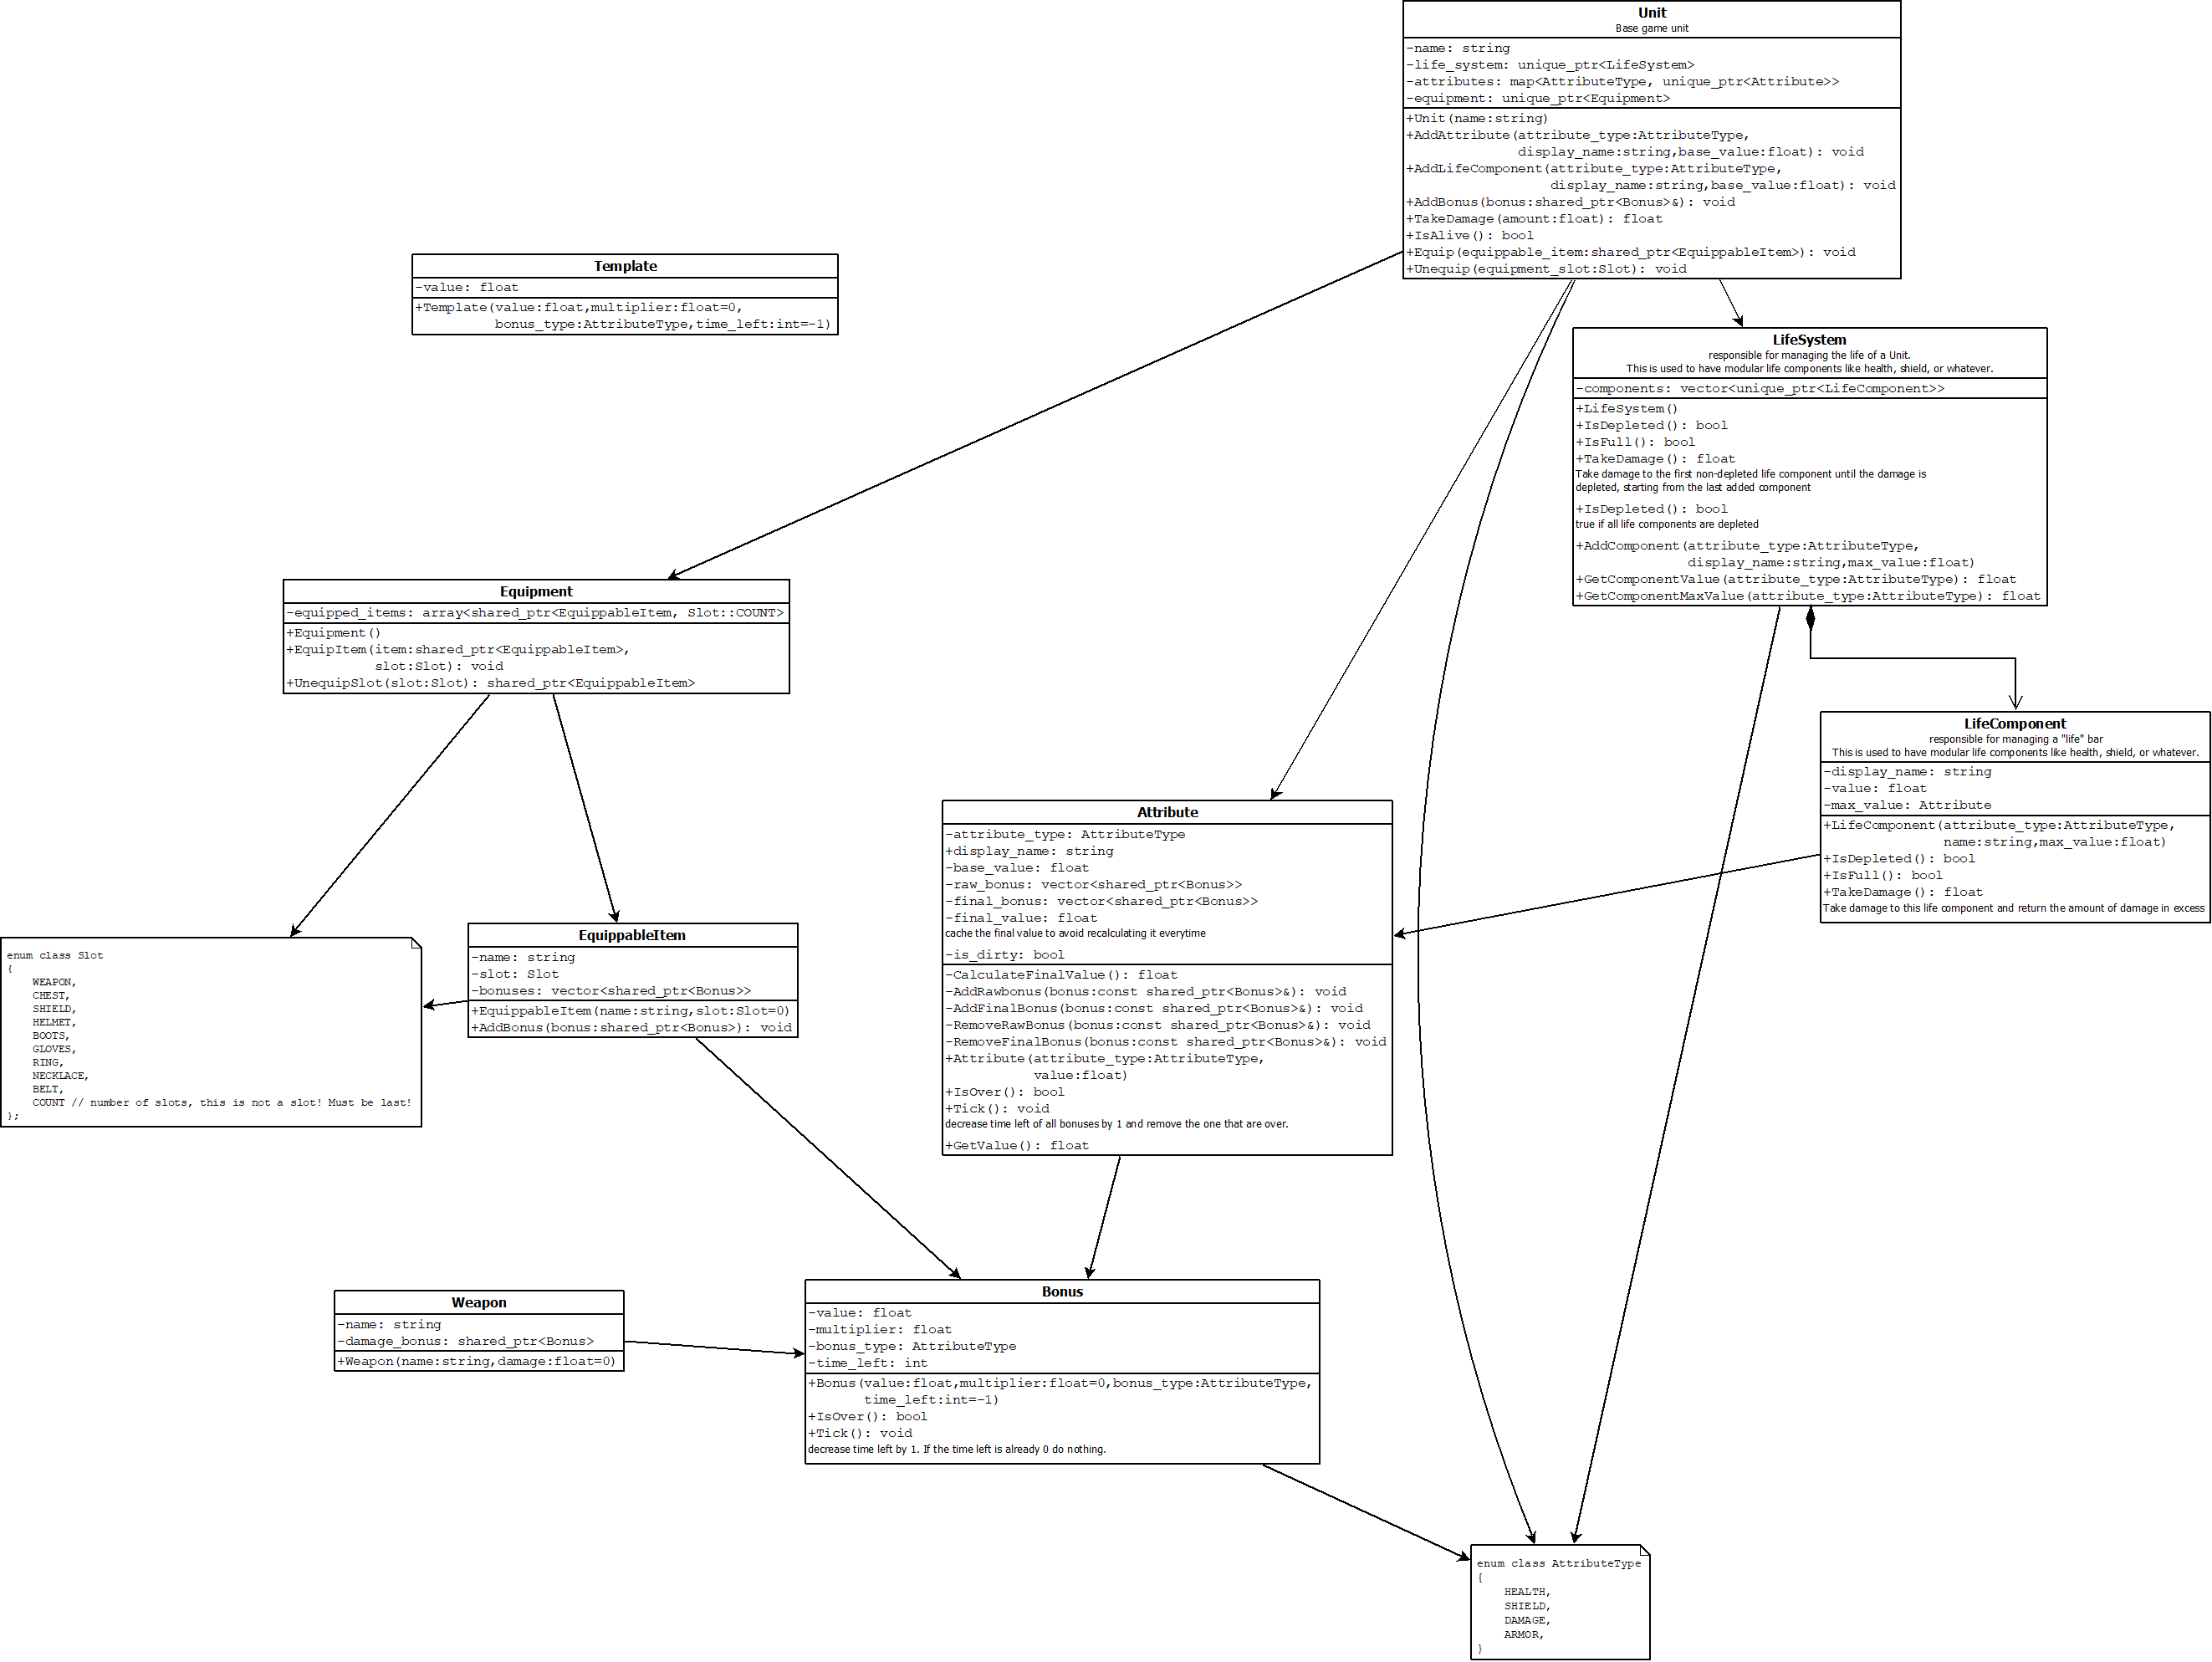 Unit
Base game unit
-name: string
-life_system: unique_ptr<LifeSystem>
-attributes: map<AttributeType, unique_ptr<Attribute>>
-equipment: unique_ptr<Equipment>
+Unit(name:string)
+AddAttribute(attribute_type:AttributeType,
display_name:string,base_value:float): void
+AddLifeComponent(attribute_type:AttributeType,
display_name:string,base_value:float): void
+AddBonus(bonus:shared_ptr<Bonus>&): void
+TakeDamage(amount:float): float
+IsAlive(): bool
+Equip(equippable_item:shared_ptr<EquippableItem>): void
+Unequip(equipment_slot:Slot): void
Template
-value: float
+Template(value:float,multiplier:float=0,
bonus_type:AttributeType,time_left:int=-1)
LifeSystem
responsible for managing the life of a Unit.
This is used to have modular life components like health, shield, or whatever.
-components: vector<unique_ptr<LifeComponent>>
+LifeSystem()
+IsDepleted(): bool
+IsFull(): bool
+TakeDamage(): float
Take damage to the first non-depleted life component until the damage is
depleted, starting from the last added component
+IsDepleted(): bool
true if all life components are depleted
+AddComponent(attribute_type:AttributeType,
display_name:string,max_value:float)
+GetComponentValue(attribute_type:AttributeType): float
+GetComponentMaxValue(attribute_type:AttributeType): float
Equipment
-equipped_items: array<shared_ptr<EquippableItem, Slot::COUNT>
+Equipment()
+EquipItem(item:shared_ptr<EquippableItem>,
slot:Slot): void
+UnequipSlot(slot:Slot): shared_ptr<EquippableItem>
LifeComponent
responsible for managing a "life" bar
This is used to have modular life components like health, shield, or whatever.
-display_name: string
-value: float
-max_value: Attribute
+LifeComponent(attribute_type:AttributeType,
name:string,max_value:float)
+IsDepleted(): bool
+IsFull(): bool
+TakeDamage(): float
Take damage to this life component and return the amount of damage in excess
Attribute
-attribute_type: AttributeType
+display_name: string
-base_value: float
-raw_bonus: vector<shared_ptr<Bonus>>
-final_bonus: vector<shared_ptr<Bonus>>
-final_value: float
cache the final value to avoid recalculating it everytime
-is_dirty: bool
-CalculateFinalValue(): float
-AddRawbonus(bonus:const shared_ptr<Bonus>&): void
-AddFinalBonus(bonus:const shared_ptr<Bonus>&): void
-RemoveRawBonus(bonus:const shared_ptr<Bonus>&): void
-RemoveFinalBonus(bonus:const shared_ptr<Bonus>&): void
+Attribute(attribute_type:AttributeType,
value:float)
+IsOver(): bool
+Tick(): void
decrease time left of all bonuses by 1 and remove the one that are over.
+GetValue(): float
enum class Slot
{
WEAPON,
CHEST,
SHIELD,
HELMET,
BOOTS,
GLOVES,
RING,
NECKLACE,
BELT,
COUNT // number of slots, this is not a slot! Must be last!
};
EquippableItem
-name: string
-slot: Slot
-bonuses: vector<shared_ptr<Bonus>>
+EquippableItem(name:string,slot:Slot=0)
+AddBonus(bonus:shared_ptr<Bonus>): void
Weapon
-name: string
-damage_bonus: shared_ptr<Bonus>
+Weapon(name:string,damage:float=0)
Bonus
-value: float
-multiplier: float
-bonus_type: AttributeType
-time_left: int
+Bonus(value:float,multiplier:float=0,bonus_type:AttributeType,
time_left:int=-1)
+IsOver(): bool
+Tick(): void
decrease time left by 1. If the time left is already 0 do nothing.
enum class AttributeType
{
HEALTH,
SHIELD,
DAMAGE,
ARMOR,
}